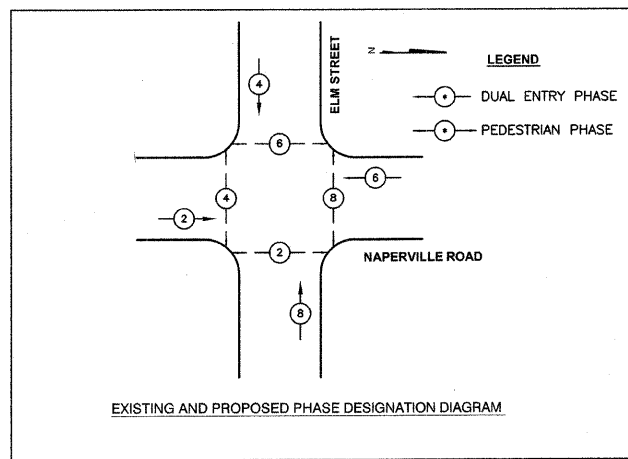 4
ELM STREET
N
LEGEND
* DUAL ENTRY PHASE
* PEDESTRIAN PHASE
6
6
2
4
8
2
NAPERVILLE ROAD
8
EXISTING AND PROPOSED PHASE DESIGNATION DIAGRAM